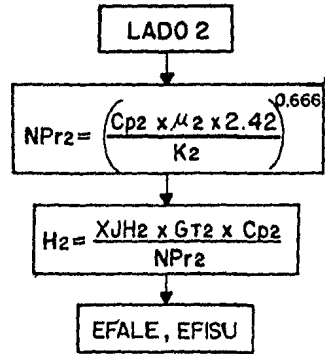 LADO 2
NPr2 = (Cp2 x μ2 x 2.42 / K2)^0.666
H2 = XJH2 x GT2 x Cp2 / NPr2
EFALE, EFISU